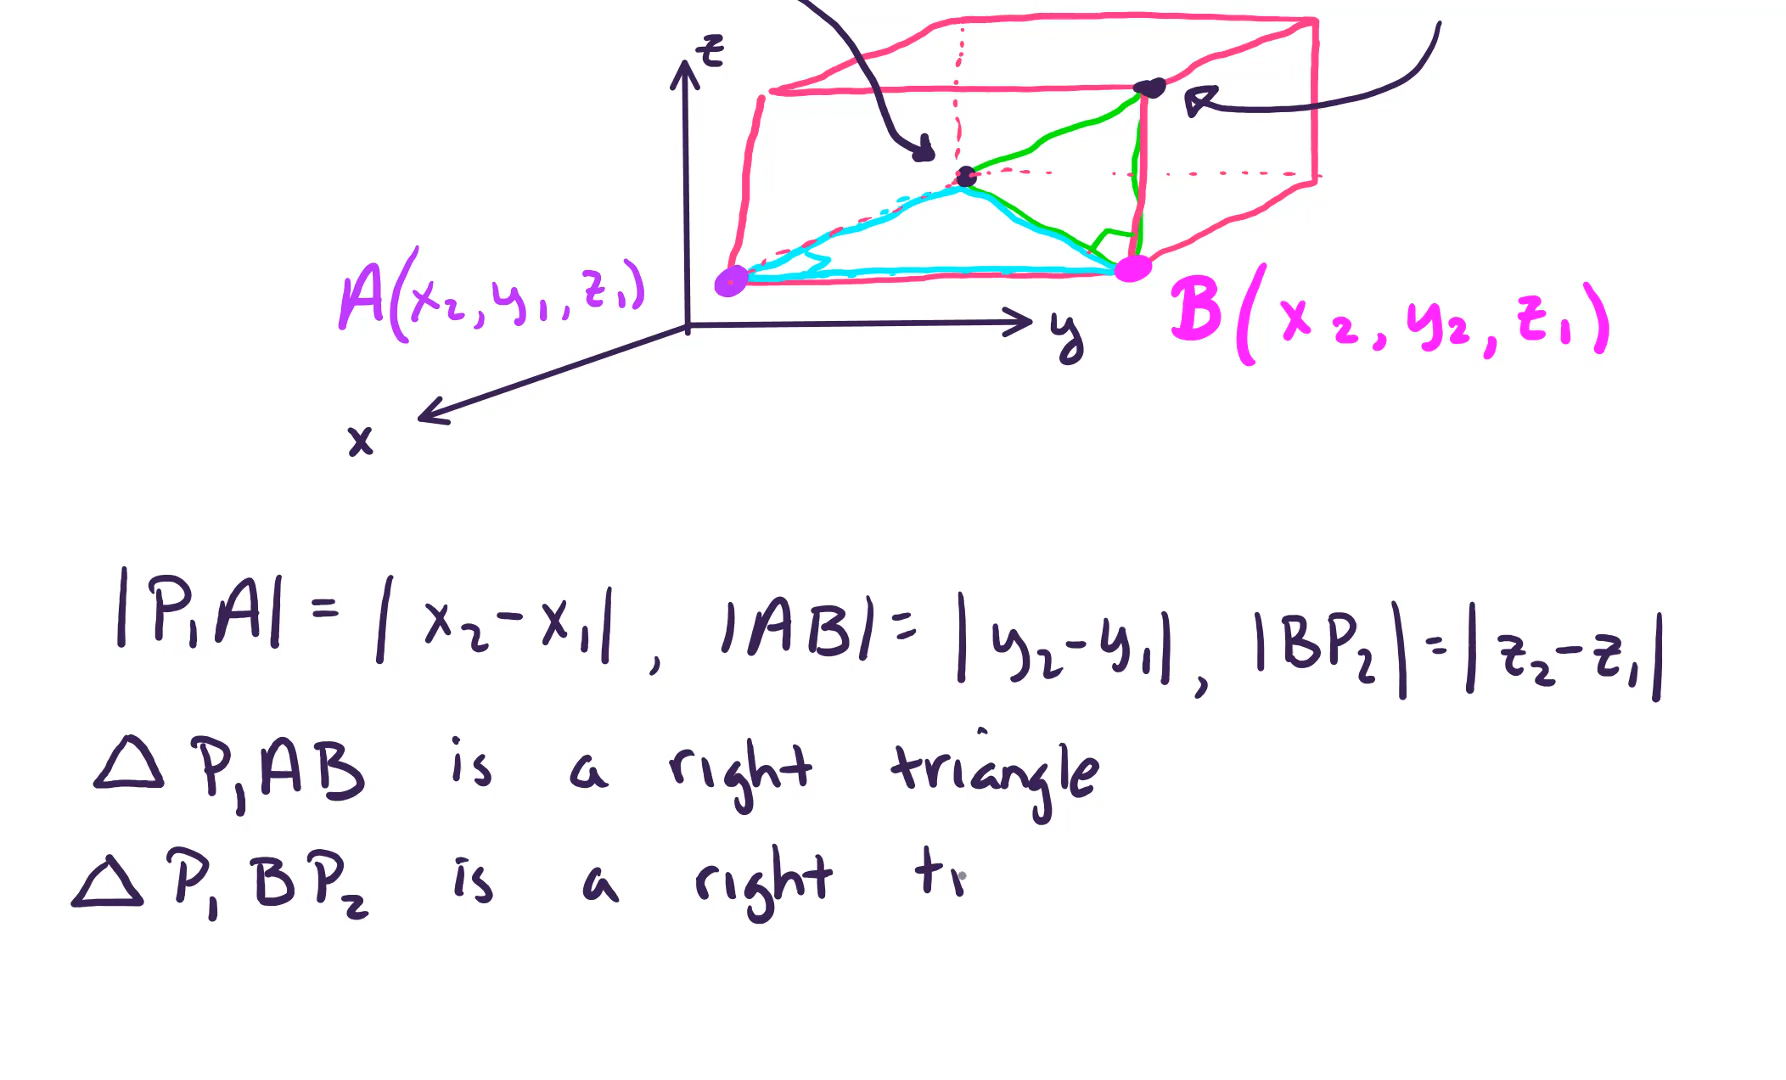 z
A(x₂, y₁, z₁)
B(x₂, y₂, z₁)
y
x
|P₁A| = |x₂-x₁|, |AB| = |y₂-y₁|, |BP₂| = |z₂-z₁|
△ P₁AB is a right triangle
△ P₁BP₂ is a right tr